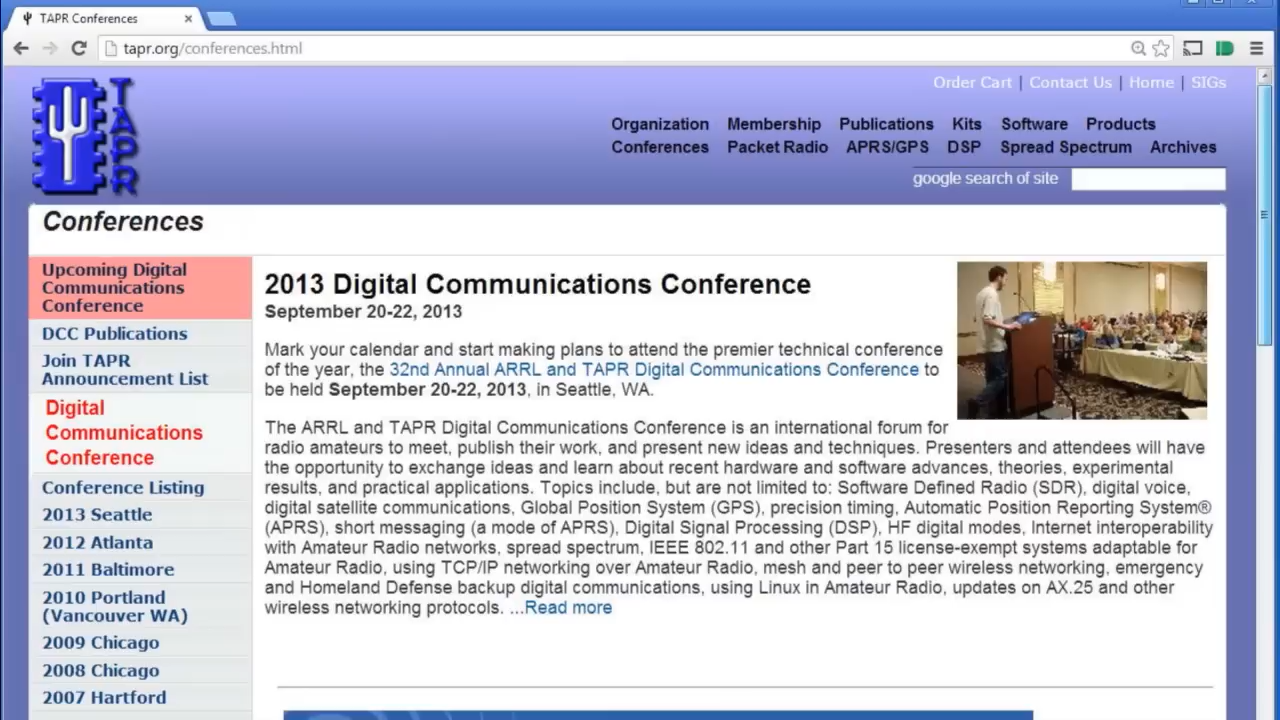 TAPR Conferences
tapr.org/conferences.html
TAPR
Order Cart | Contact Us | Home | SIGs
Organization Membership Publications Kits Software Products
Conferences Packet Radio APRS/GPS DSP Spread Spectrum Archives
google search of site
Conferences
Upcoming Digital
Communications
Conference
DCC Publications
Join TAPR
Announcement List
Digital
Communications
Conference
Conference Listing
2013 Seattle
2012 Atlanta
2011 Baltimore
2010 Portland
(Vancouver WA)
2009 Chicago
2008 Chicago
2007 Hartford
2013 Digital Communications Conference
September 20-22, 2013
Mark your calendar and start making plans to attend the premier technical conference
of the year, the 32nd Annual ARRL and TAPR Digital Communications Conference to
be held September 20-22, 2013, in Seattle, WA.
The ARRL and TAPR Digital Communications Conference is an international forum for
radio amateurs to meet, publish their work, and present new ideas and techniques. Presenters and attendees will have
the opportunity to exchange ideas and learn about recent hardware and software advances, theories, experimental
results, and practical applications. Topics include, but are not limited to: Software Defined Radio (SDR), digital voice,
digital satellite communications, Global Position System (GPS), precision timing, Automatic Position Reporting System®
(APRS), short messaging (a mode of APRS), Digital Signal Processing (DSP), HF digital modes, Internet interoperability
with Amateur Radio networks, spread spectrum, IEEE 802.11 and other Part 15 license-exempt systems adaptable for
Amateur Radio, using TCP/IP networking over Amateur Radio, mesh and peer to peer wireless networking, emergency
and Homeland Defense backup digital communications, using Linux in Amateur Radio, updates on AX.25 and other
wireless networking protocols. ...Read more